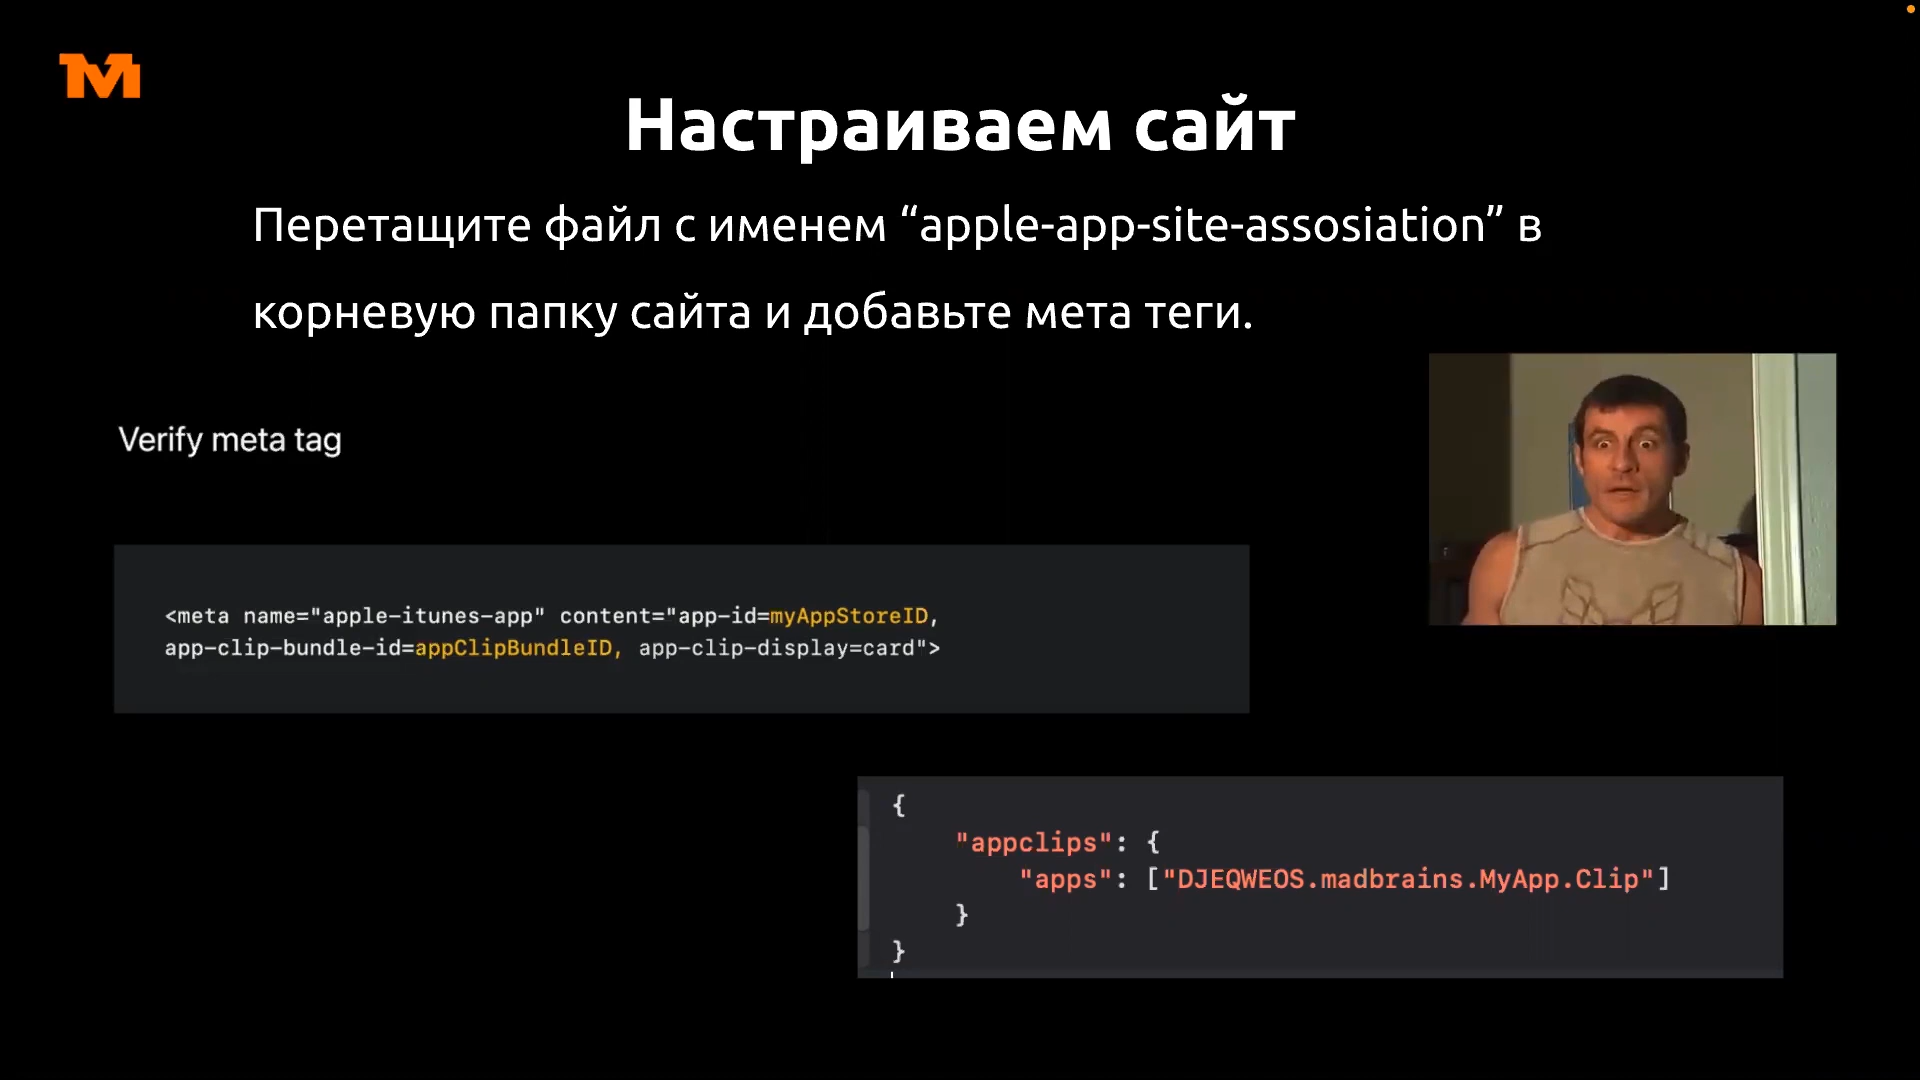 Настраиваем сайт
Перетащите файл с именем “apple-app-site-assosiation” в
корневую папку сайта и добавьте мета теги.
Verify meta tag
<meta name="apple-itunes-app" content="app-id=myAppStoreID,
app-clip-bundle-id=appClipBundleID, app-clip-display=card">
{
"appclips": {
"apps": ["DJEQWEOS.madbrains.MyApp.Clip"]
}
}